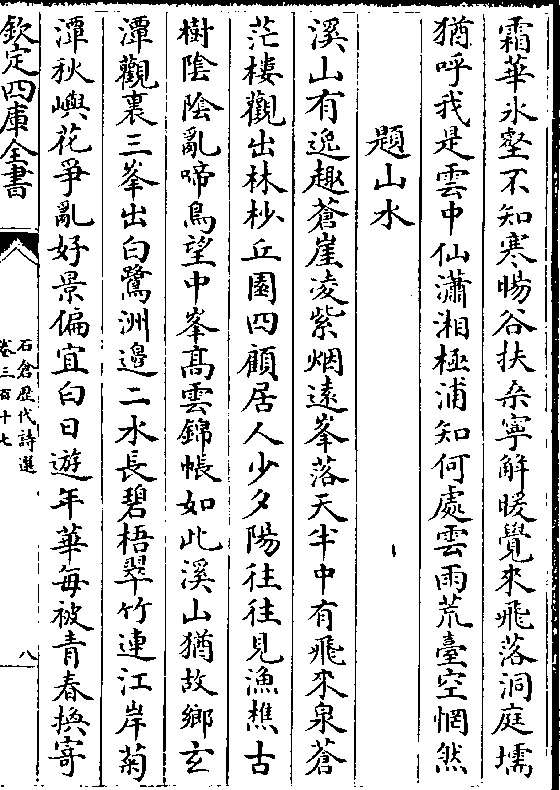 霜華氷壑不知寒暘谷扶桑寧解暖覺來飛落洞庭壖
猶呼我是雲中仙瀟湘極浦知何處雲雨荒臺空惘然
題山水
溪山有逸趣蒼崖凌紫烟遠峯落天半中有飛來泉蒼
茫樓觀出林杪丘園四顧居人少夕陽往往見漁樵古
樹陰陰亂啼鳥望中峯髙雲錦帳如此溪山猶故鄉玄
潭觀裏三峯出白鷺洲邉二水長碧梧翠竹連江岸菊
潭秋嶼花爭亂好景偏宜白日遊年華毎被青春換寄
欽定四庫全書
石倉歴代詩選
卷三百十七
八